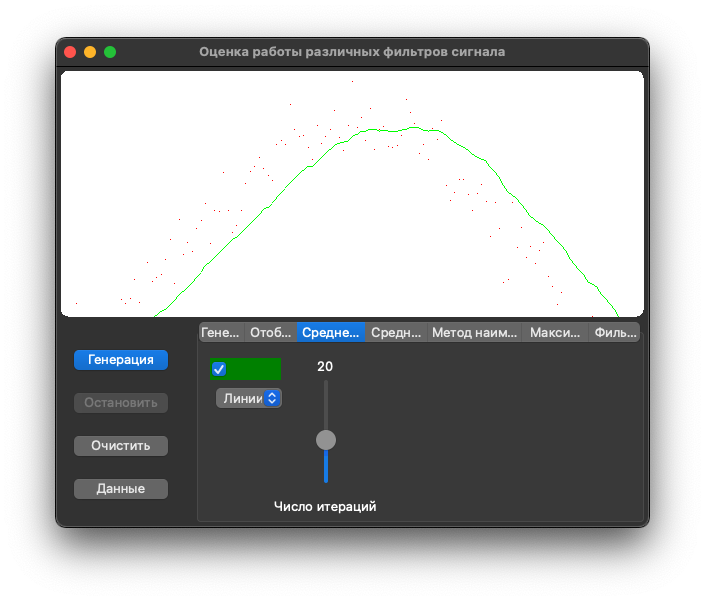 Оценка работы различных фильтров сигнала
Гене... Отоб... Средне... Средн... Метод наим... Макси... Филь...
Генерация
20
Остановить
Линии
Очистить
Данные
Число итераций